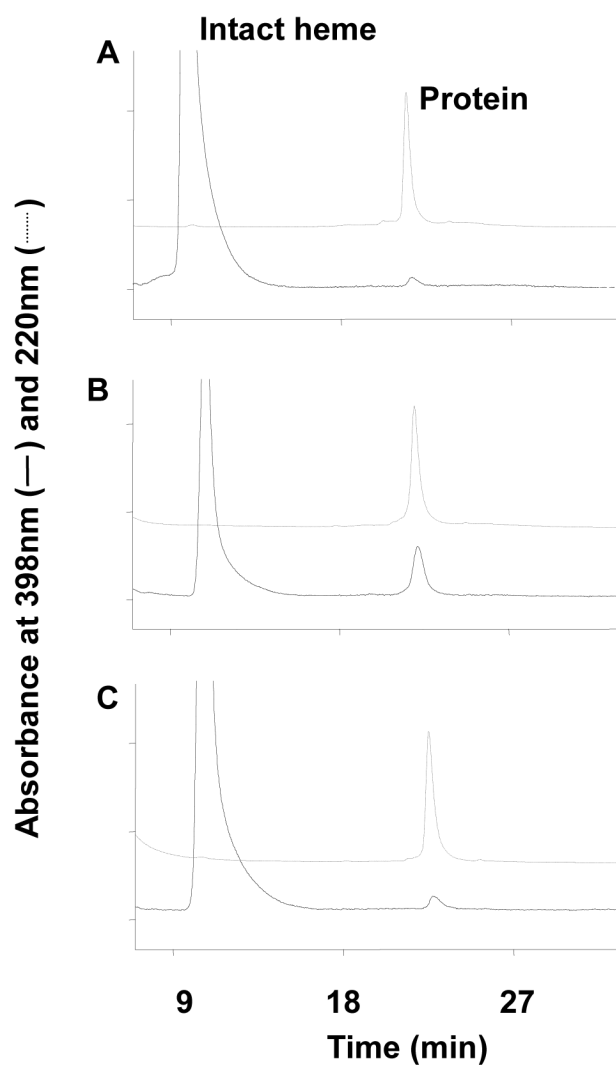 Intact heme
A
Protein
B
C
Absorbance at 398nm (—) and 220nm (.......)
9 18 27
Time (min)